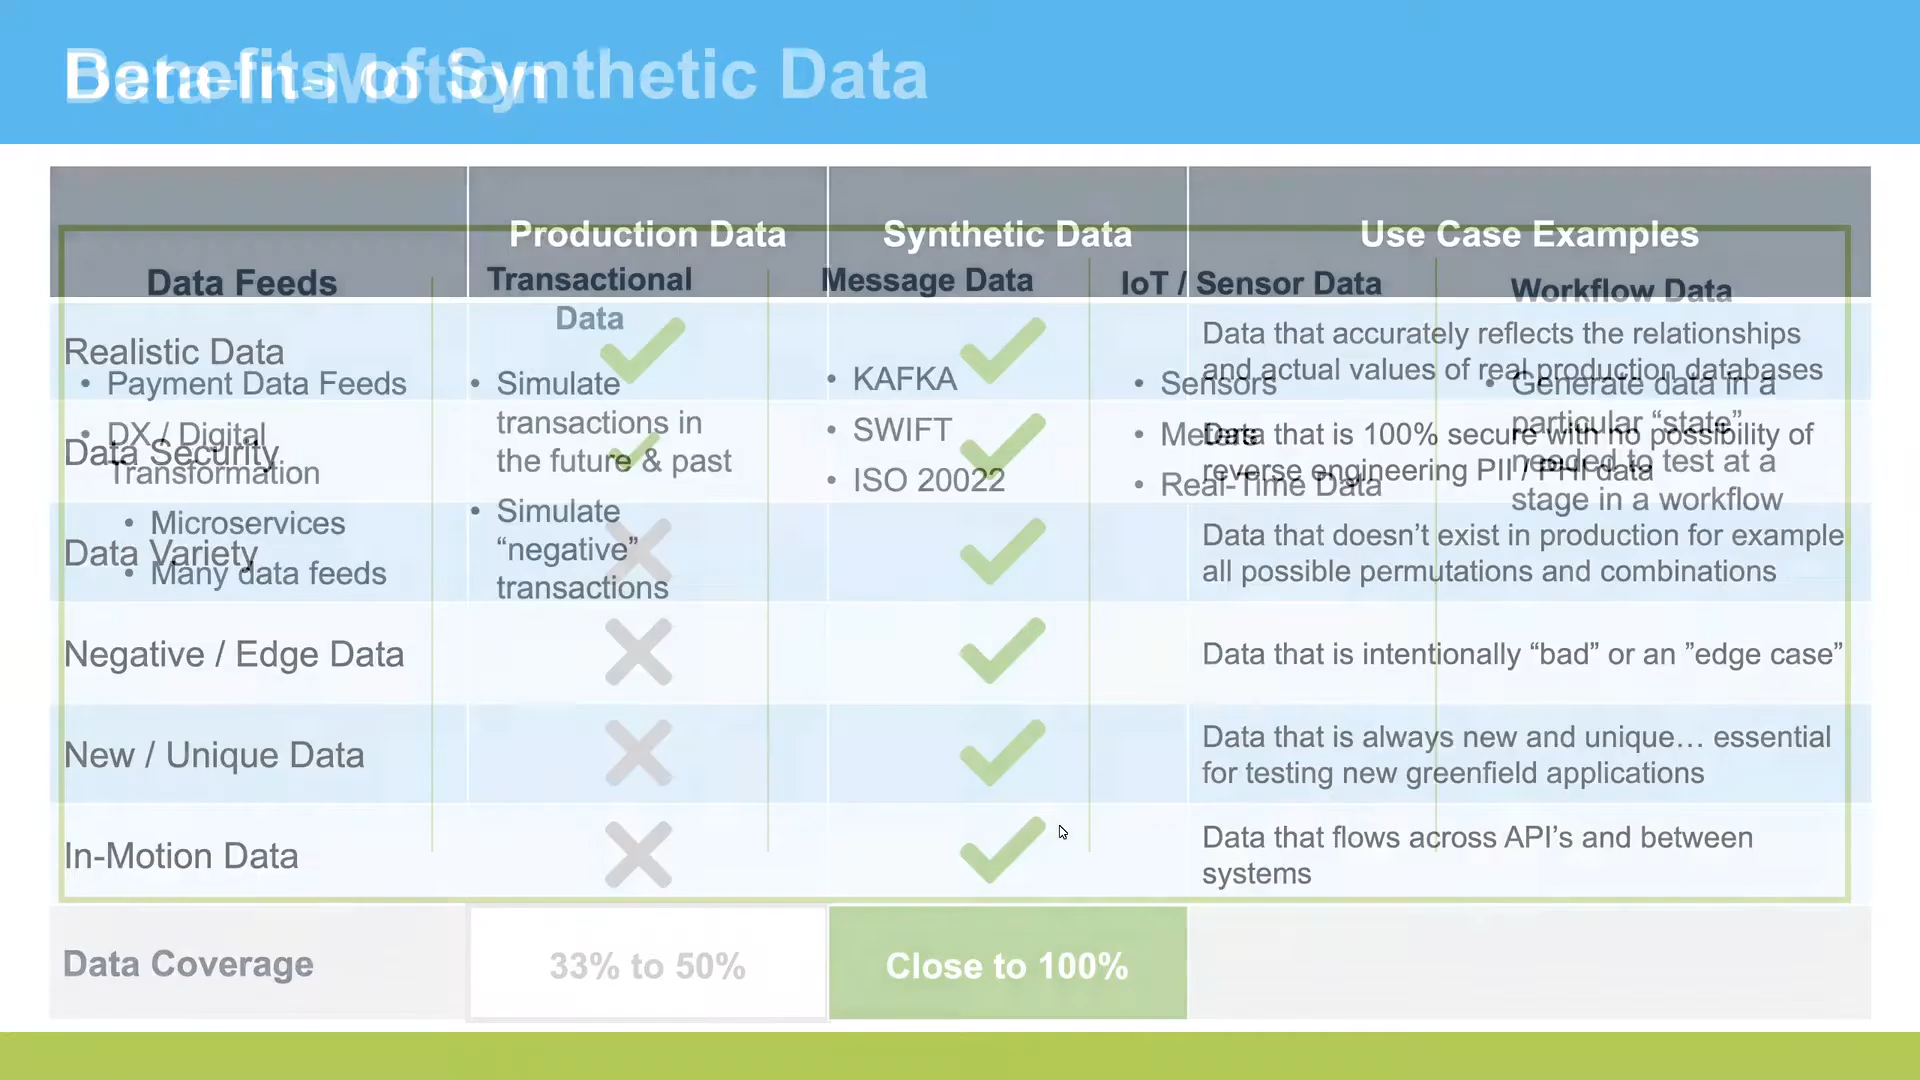 Benefits of Synthetic Data
Data-In-Motion
Production Data
Synthetic Data
Use Case Examples
Realistic Data
Data that accurately reflects the relationships
and actual values of real production databases
Data Security
Data that is 100% secure with no possibility of
reverse engineering PII / PHI data
Data Variety
Data that doesn’t exist in production for example
all possible permutations and combinations
Negative / Edge Data
Data that is intentionally “bad” or an ”edge case”
New / Unique Data
Data that is always new and unique… essential
for testing new greenfield applications
In-Motion Data
Data that flows across API’s and between
systems
Data Coverage
33% to 50%
Close to 100%
Data Feeds
• Payment Data Feeds
• DX / Digital
Transformation
• Microservices
• Many data feeds
Transactional
Data
• Simulate
transactions in
the future & past
• Simulate
“negative”
transactions
Message Data
• KAFKA
• SWIFT
• ISO 20022
IoT / Sensor Data
• Sensors
• Meters
• Real-Time Data
Workflow Data
• Generate data in a
particular “state”
needed to test at a
stage in a workflow